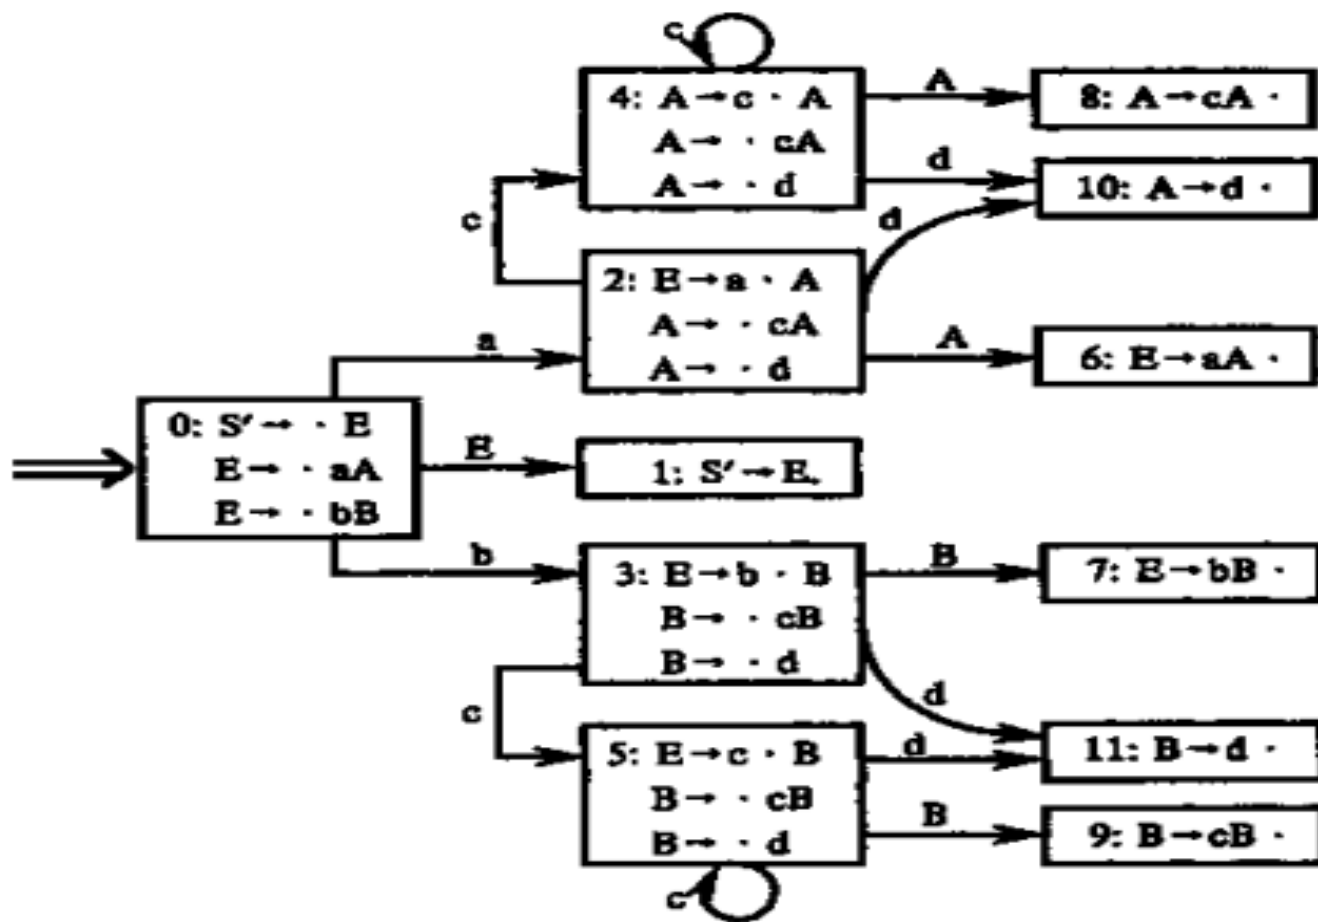 c
4: A→c · A
A→ · cA
A→ · d
A
8: A→cA ·
d
10: A→d ·
c
d
2: E→a · A
A→ · cA
A→ · d
a
A
6: E→aA ·
0: S′→ · E
E→ · aA
E→ · bB
E
1: S′→E.
b
3: E→b · B
B→ · cB
B→ · d
B
7: E→bB ·
c
d
5: E→c · B
B→ · cB
B→ · d
d
11: B→d ·
B
9: B→cB ·
c